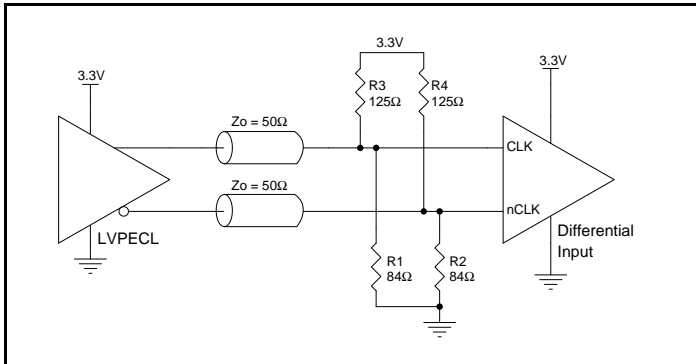 3.3V
3.3V
3.3V
R3
125Ω
R4
125Ω
Zo = 50Ω
CLK
Zo = 50Ω
nCLK
LVPECL
Differential
Input
R1
84Ω
R2
84Ω